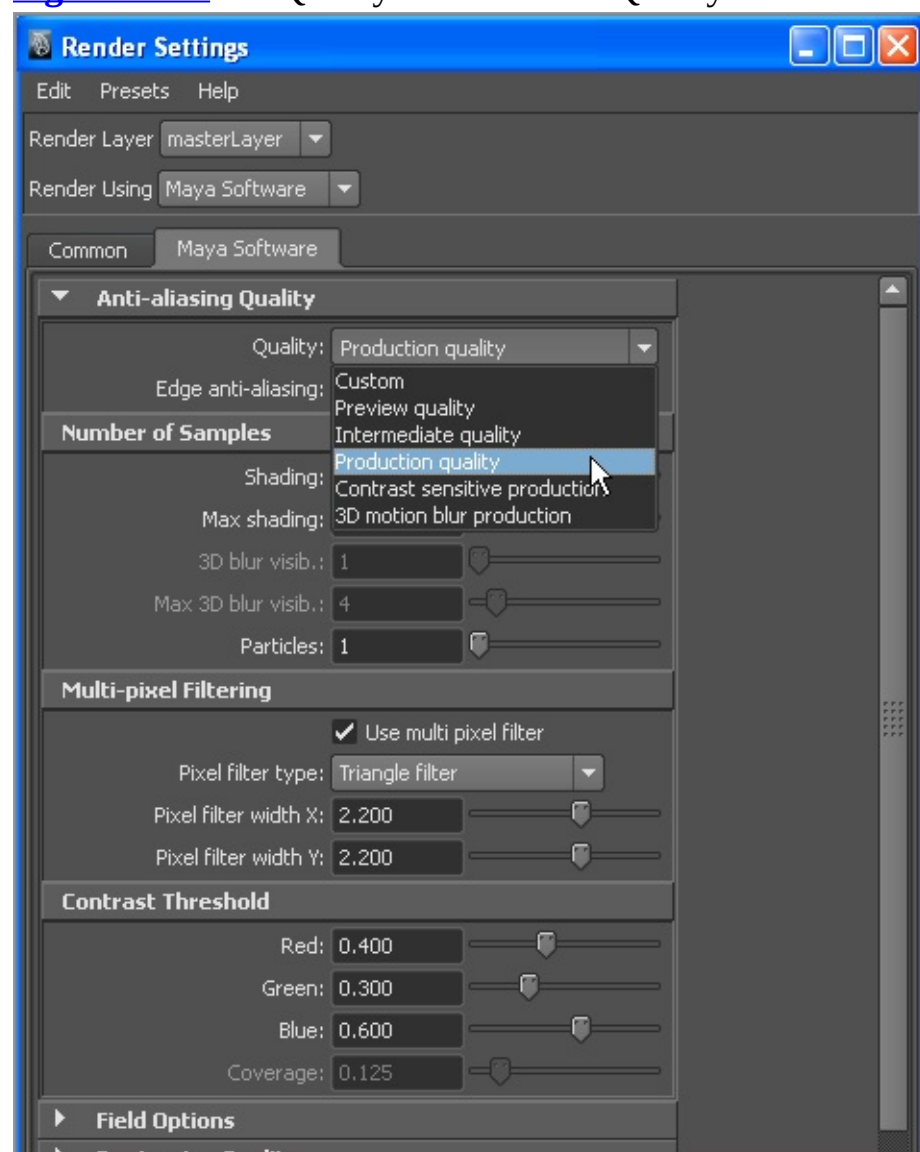 Quality Quality
Render Settings
Edit Presets Help
Render Layer masterLayer
Render Using Maya Software
Common Maya Software
Anti-aliasing Quality
Quality: Production quality
Edge anti-aliasing:
Custom
Preview quality
Intermediate quality
Production quality
Contrast sensitive production
3D motion blur production
Number of Samples
Shading:
Max shading:
3D blur visib.: 1
Max 3D blur visib.: 4
Particles: 1
Multi-pixel Filtering
Use multi pixel filter
Pixel filter type: Triangle filter
Pixel filter width X: 2.200
Pixel filter width Y: 2.200
Contrast Threshold
Red: 0.400
Green: 0.300
Blue: 0.600
Coverage: 0.125
Field Options